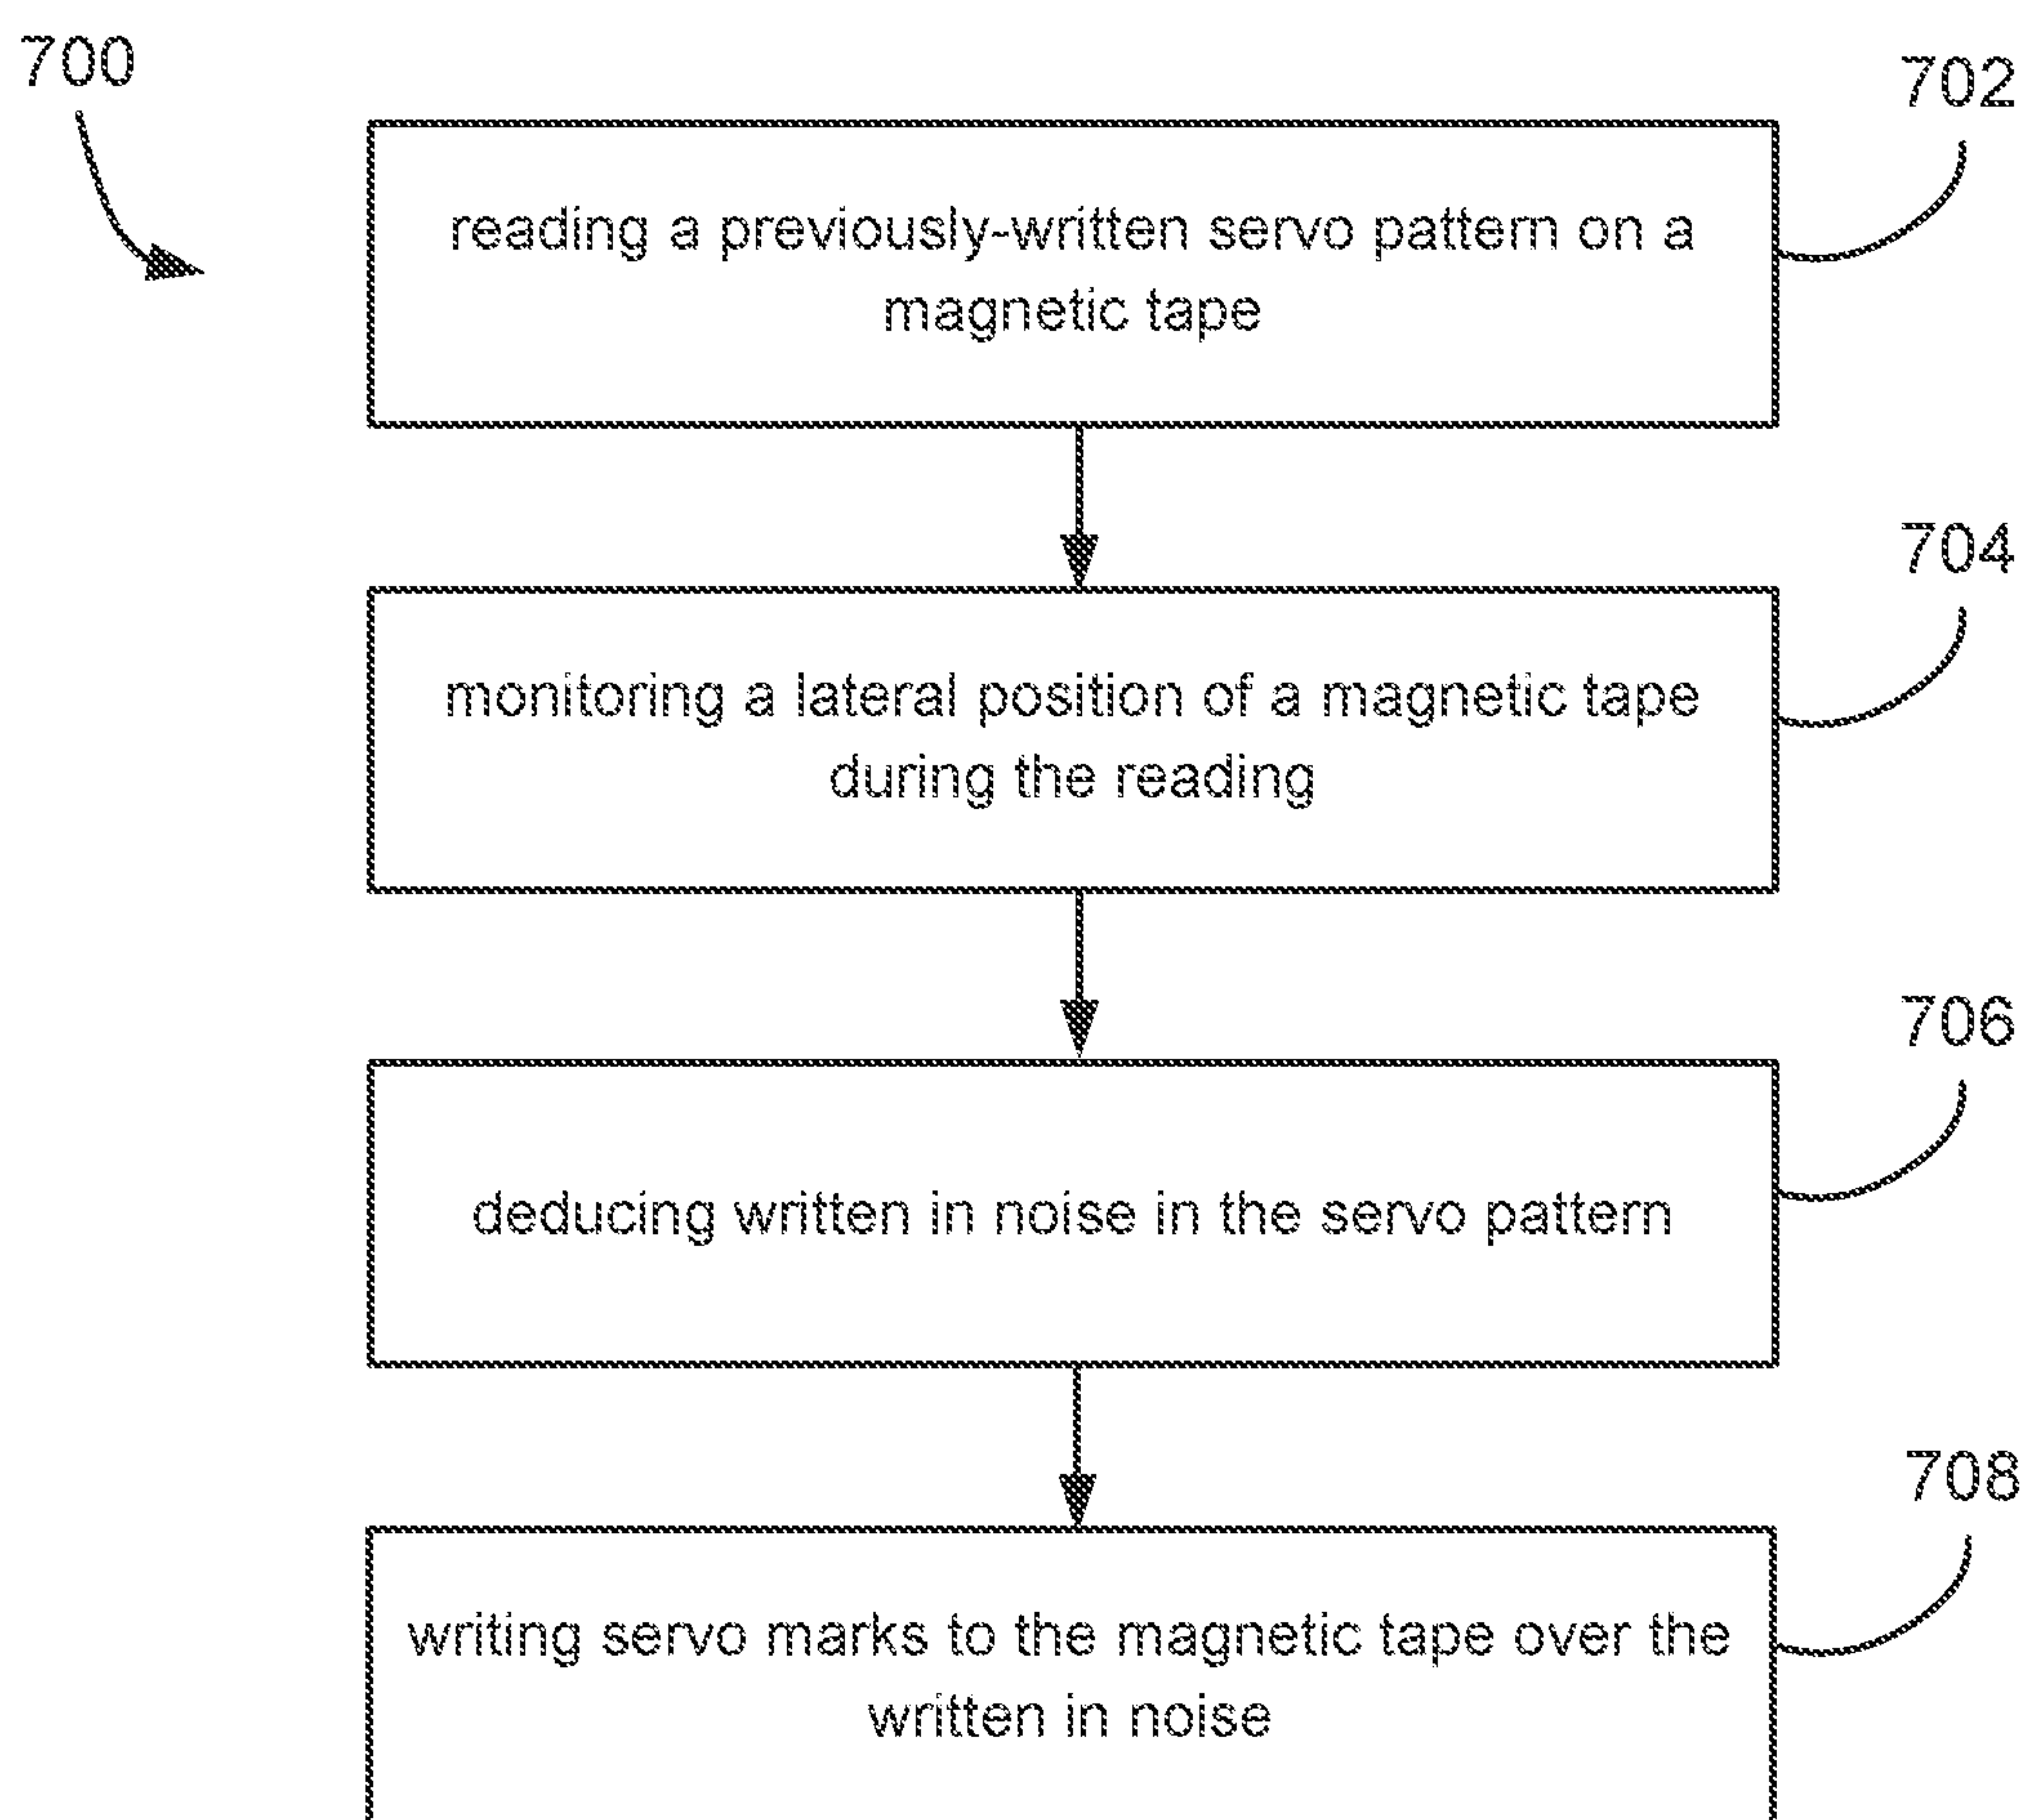 700
702
reading a previously-written servo pattern on a
magnetic tape
704
monitoring a lateral position of a magnetic tape
during the reading
706
deducing written in noise in the servo pattern
708
writing servo marks to the magnetic tape over the
written in noise